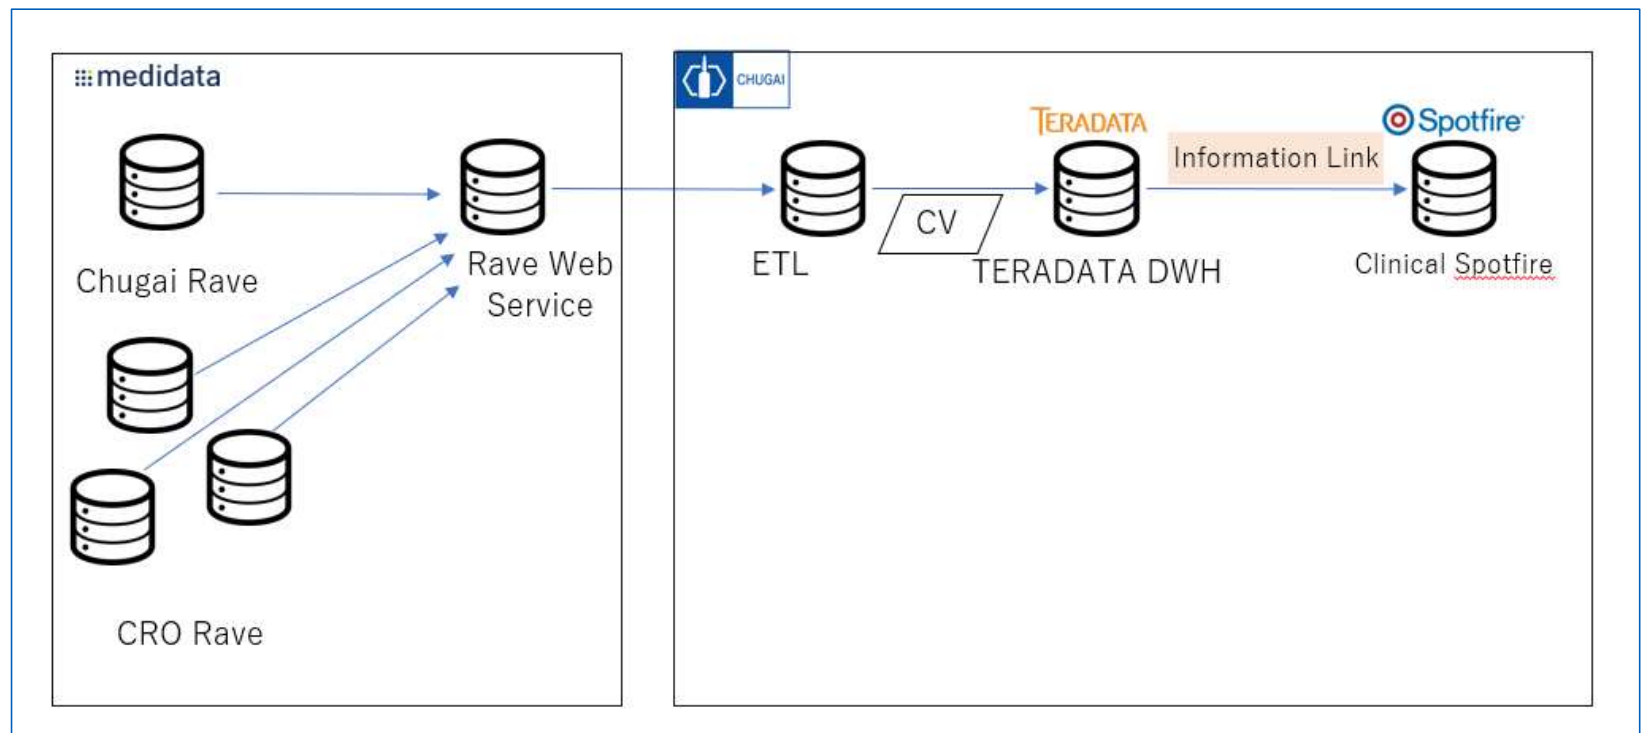 medidata
Chugai Rave
CRO Rave
Rave Web
Service
CHUGAI
ETL
CV
TERADATA
TERADATA DWH
Information Link
Spotfire
Clinical Spotfire